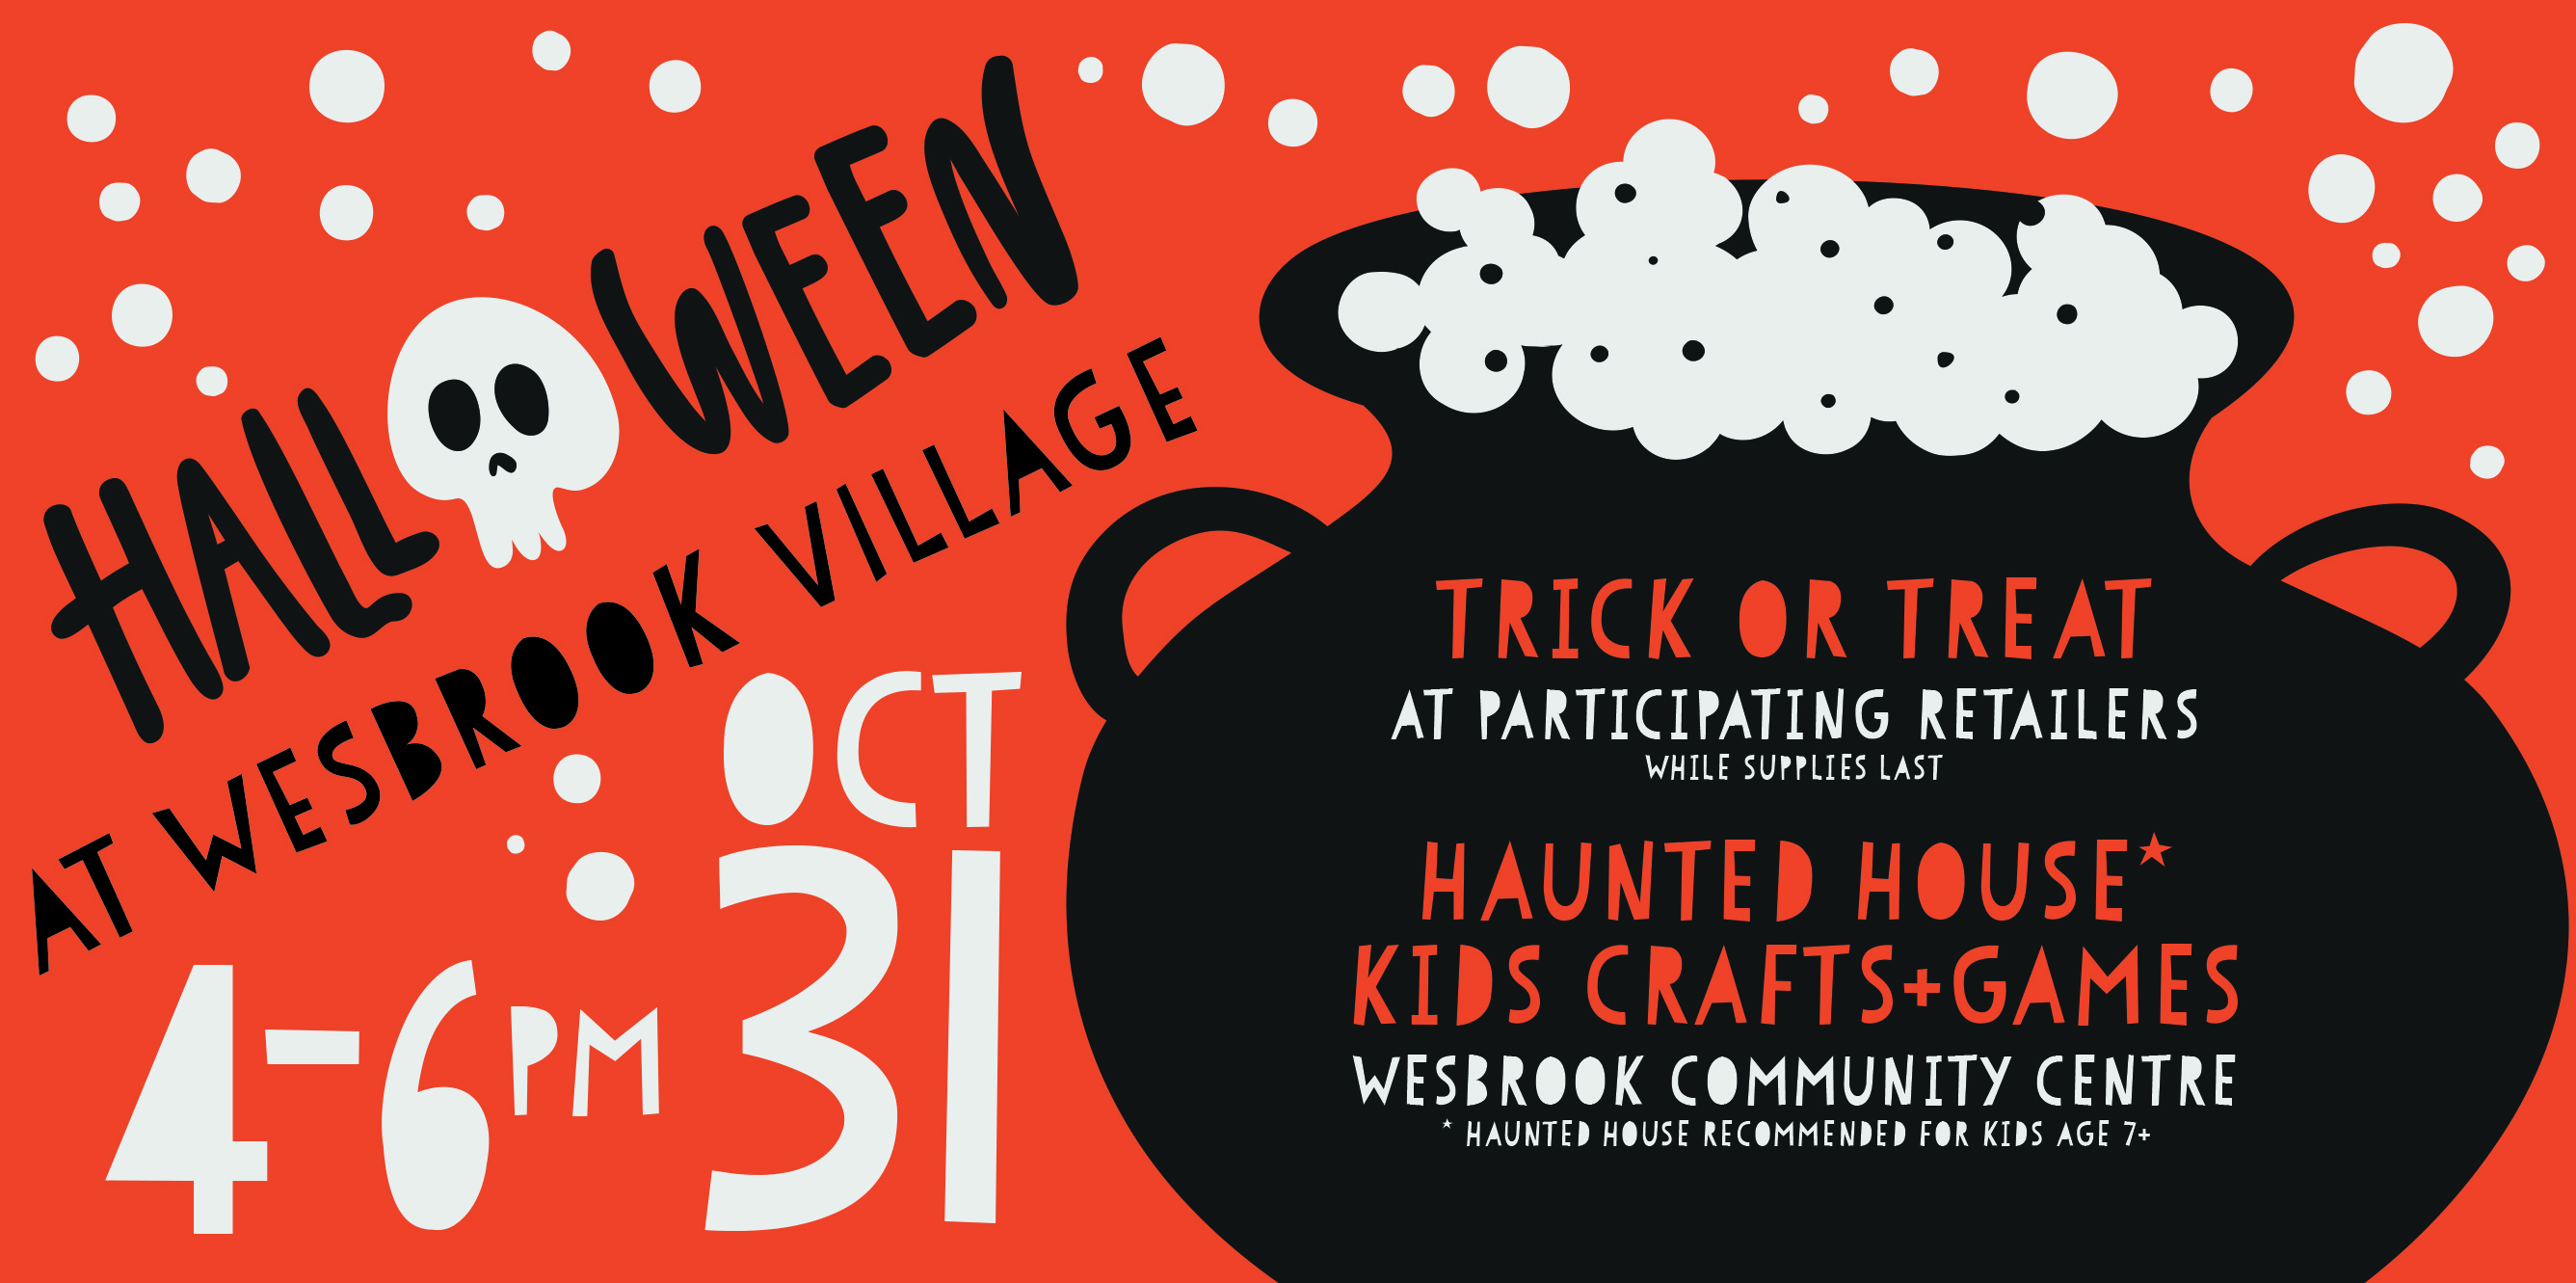 HALLOWEEN
AT WESBROOK VILLAGE
OCT
31
4-6PM
TRICK OR TREAT
AT PARTICIPATING RETAILERS
WHILE SUPPLIES LAST
HAUNTED HOUSE*
KIDS CRAFTS+GAMES
WESBROOK COMMUNITY CENTRE
* HAUNTED HOUSE RECOMMENDED FOR KIDS AGE 7+